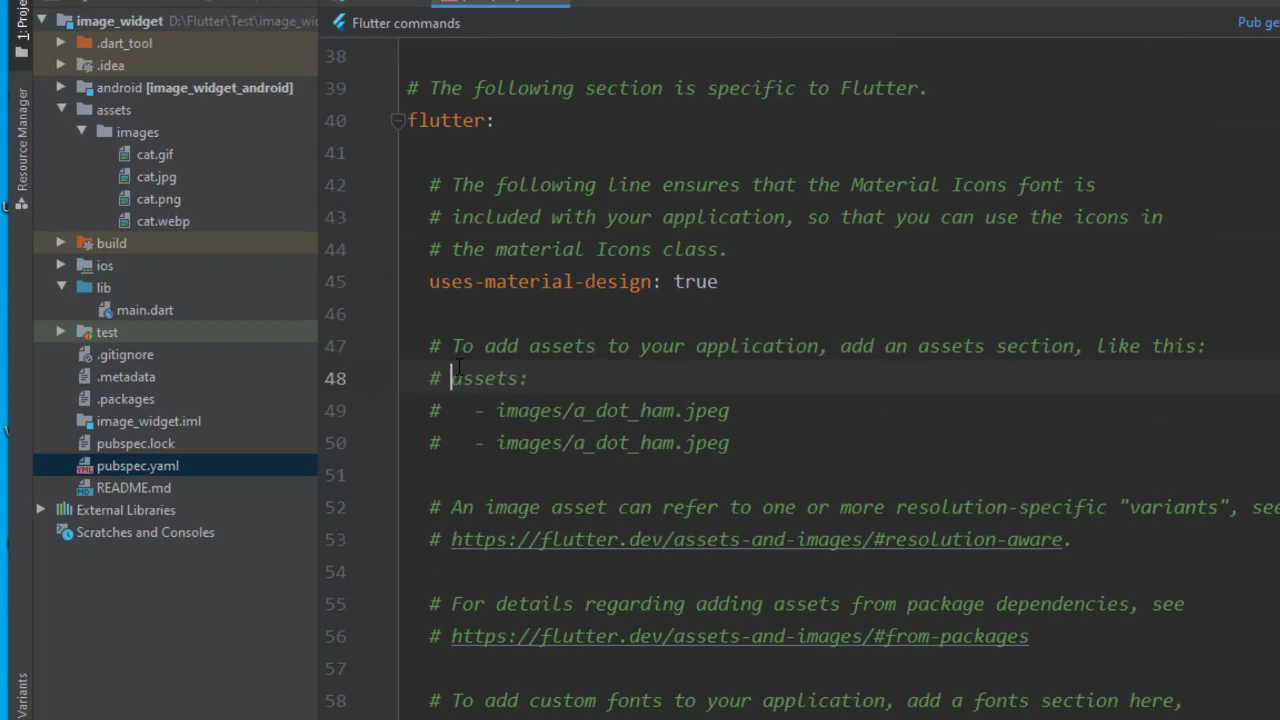 1: Proje
Resource Manager
Variants
image_widget D:\Flutter\Test\image_wi
.dart_tool
.idea
android [image_widget_android]
assets
images
cat.gif
cat.jpg
cat.png
cat.webp
build
ios
lib
main.dart
test
.gitignore
.metadata
.packages
image_widget.iml
pubspec.lock
pubspec.yaml
README.md
External Libraries
Scratches and Consoles
Flutter commands
Pub ge
38
39 # The following section is specific to Flutter.
40 flutter:
41
42 # The following line ensures that the Material Icons font is
43 # included with your application, so that you can use the icons in
44 # the material Icons class.
45 uses-material-design: true
46
47 # To add assets to your application, add an assets section, like this:
48 # assets:
49 # - images/a_dot_ham.jpeg
50 # - images/a_dot_ham.jpeg
51
52 # An image asset can refer to one or more resolution-specific "variants", see
53 # https://flutter.dev/assets-and-images/#resolution-aware.
54
55 # For details regarding adding assets from package dependencies, see
56 # https://flutter.dev/assets-and-images/#from-packages
57
58 # To add custom fonts to your application, add a fonts section here,